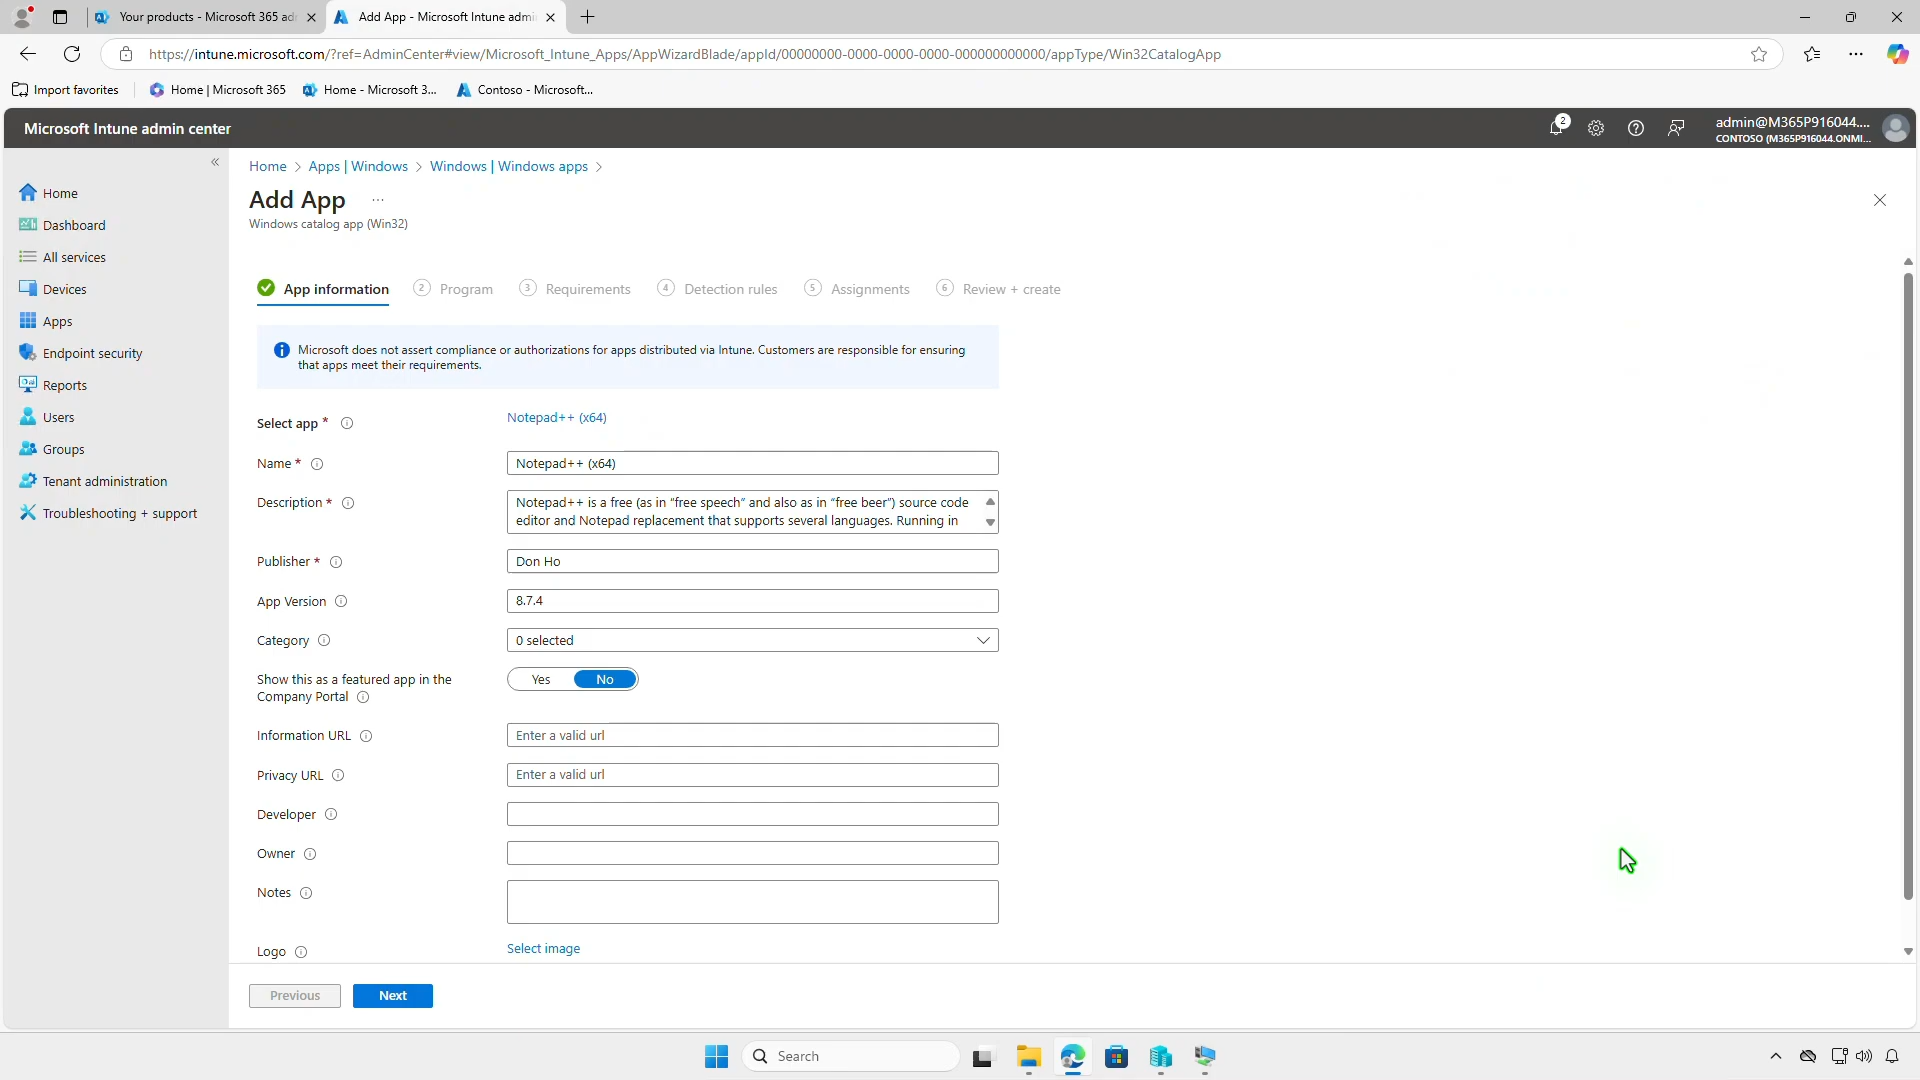 Your products - Microsoft 365 ad
Add App - Microsoft Intune admi
https://intune.microsoft.com/?ref=AdminCenter#view/Microsoft_Intune_Apps/AppWizardBlade/appId/00000000-0000-0000-0000-000000000000/appType/Win32CatalogApp
Import favorites
Home | Microsoft 365
Home - Microsoft 3...
Contoso - Microsoft...
Microsoft Intune admin center
2
admin@M365P916044....
CONTOSO (M365P916044.ONMI...
Home
Dashboard
All services
Devices
Apps
Endpoint security
Reports
Users
Groups
Tenant administration
Troubleshooting + support
Home > Apps | Windows > Windows | Windows apps >
Add App ...
Windows catalog app (Win32)
App information
2 Program
3 Requirements
4 Detection rules
5 Assignments
6 Review + create
Microsoft does not assert compliance or authorizations for apps distributed via Intune. Customers are responsible for ensuring
that apps meet their requirements.
Select app *
Notepad++ (x64)
Name *
Notepad++ (x64)
Description *
Notepad++ is a free (as in “free speech” and also as in “free beer”) source code
editor and Notepad replacement that supports several languages. Running in
Publisher *
Don Ho
App Version
8.7.4
Category
0 selected
Show this as a featured app in the
Company Portal
Yes
No
Information URL
Enter a valid url
Privacy URL
Enter a valid url
Developer
Owner
Notes
Logo
Select image
Previous
Next
Search